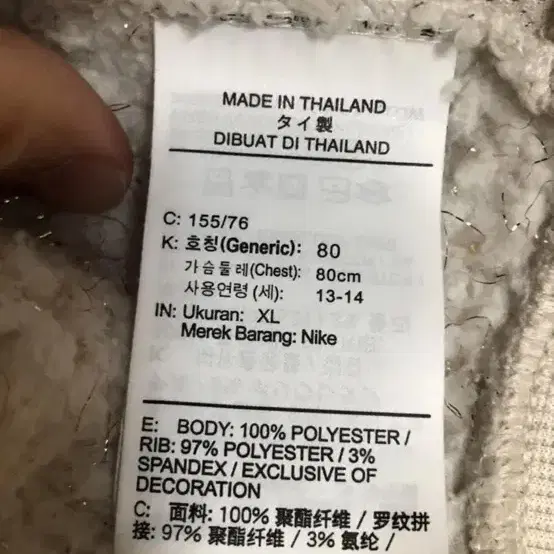 MADE IN THAILAND
タイ製
DIBUAT DI THAILAND
C: 155/76
K: 호칭(Generic): 80
가슴둘레(Chest): 80cm
사용연령 (세): 13-14
IN: Ukuran: XL
Merek Barang: Nike
E: BODY: 100% POLYESTER /
RIB: 97% POLYESTER / 3%
SPANDEX / EXCLUSIVE OF
DECORATION
C: 面料: 100% 聚酯纤维 / 罗纹拼
接: 97% 聚酯纤维 / 3% 氨纶 /